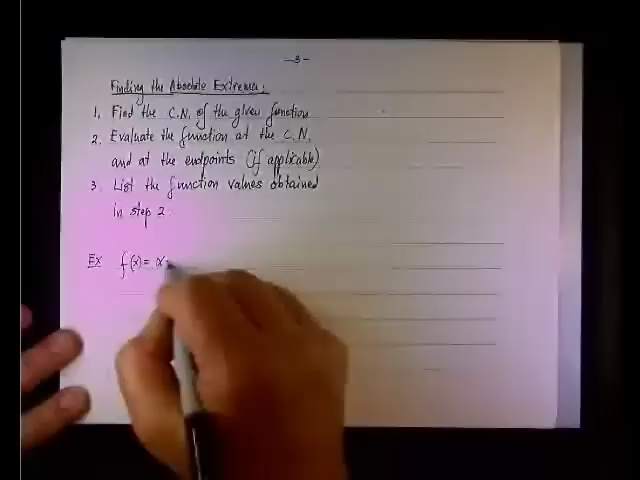 -3-
Finding the Absolute Extrema:
1. Find the C.N. of the given function
2. Evaluate the function at the C.N.
and at the endpoints (if applicable)
3. List the function values obtained
in step 2.
Ex f(x) = x